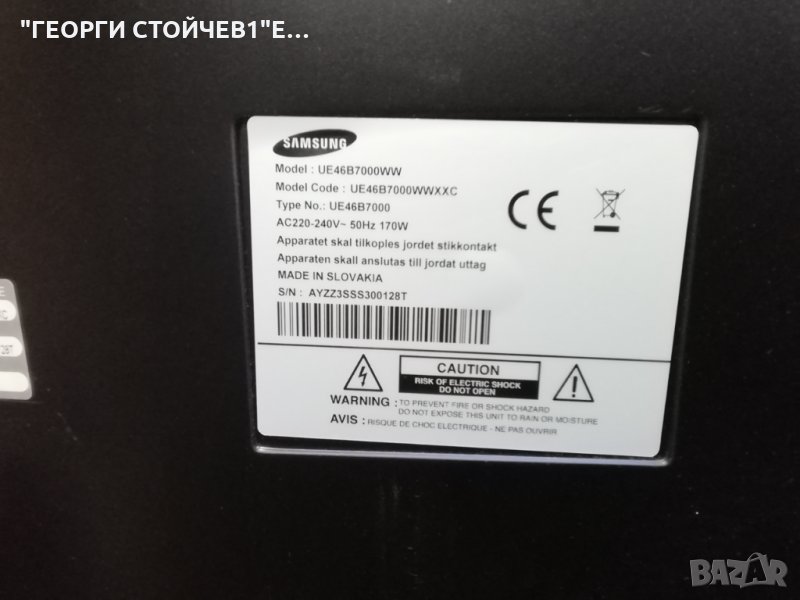 "ГЕОРГИ СТОЙЧЕВ1"Е...
SAMSUNG
Model : UE46B7000WW
Model Code : UE46B7000WWXXC
Type No.: UE46B7000
AC220-240V~ 50Hz 170W
Apparatet skal tilkoples jordet stikkontakt
Apparaten skall anslutas till jordat uttag
MADE IN SLOVAKIA
S/N : AYZZ3SSS300128T
CE
CAUTION
RISK OF ELECTRIC SHOCK
DO NOT OPEN
WARNING : TO PREVENT FIRE OR SHOCK HAZARD
DO NOT EXPOSE THIS UNIT TO RAIN OR MOISTURE
AVIS : RISQUE DE CHOC ELECTRIQUE - NE PAS OUVRIR
BAZAR